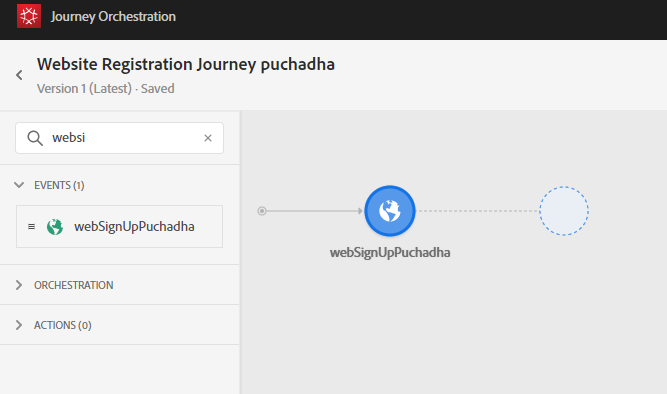 Journey Orchestration
Website Registration Journey puchadha
Version 1 (Latest) · Saved
websi
EVENTS (1)
webSignUpPuchadha
webSignUpPuchadha
ORCHESTRATION
ACTIONS (0)